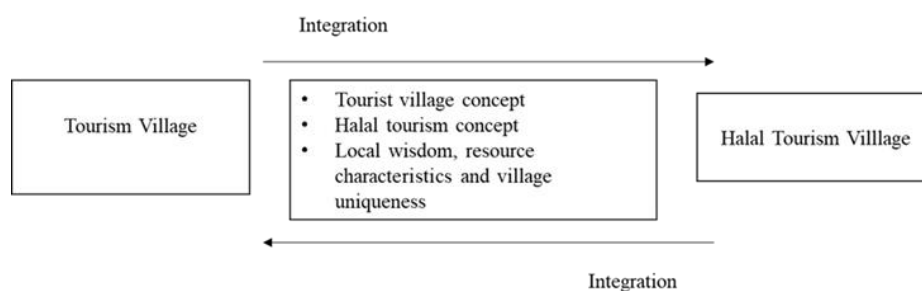 Integration
Tourism Village
• Tourist village concept
• Halal tourism concept
• Local wisdom, resource
characteristics and village
uniqueness
Halal Tourism Villlage
Integration